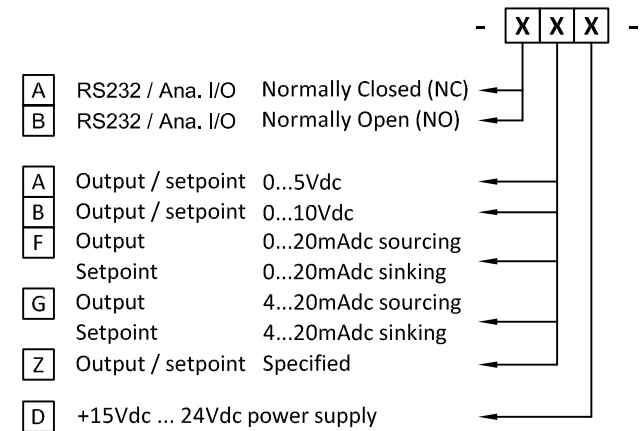 - X X X -
A RS232 / Ana. I/O Normally Closed (NC)
B RS232 / Ana. I/O Normally Open (NO)
A Output / setpoint 0...5Vdc
B Output / setpoint 0...10Vdc
F Output 0...20mAdc sourcing
Setpoint 0...20mAdc sinking
G Output 4...20mAdc sourcing
Setpoint 4...20mAdc sinking
Z Output / setpoint Specified
D +15Vdc ... 24Vdc power supply